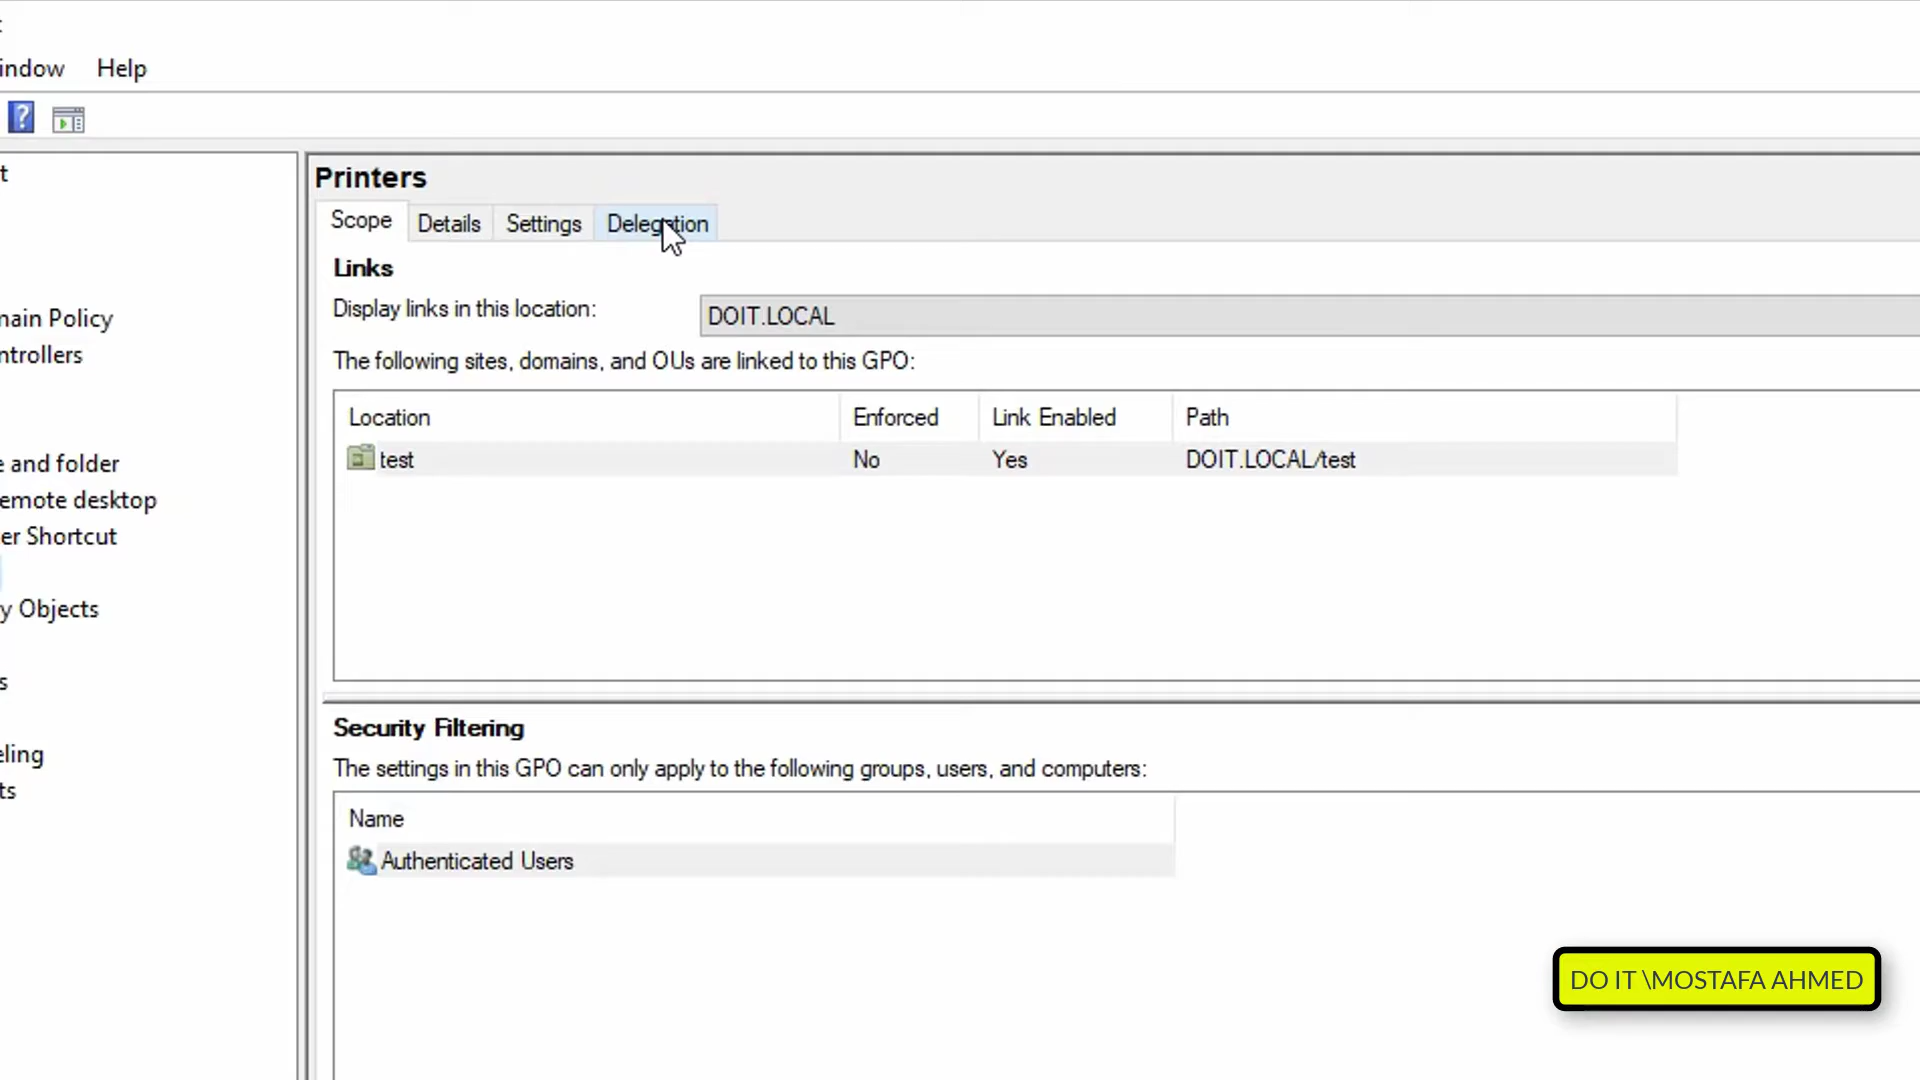 indow Help
Printers
Scope Details Settings Delegation
Links
Display links in this location: DOIT.LOCAL
The following sites, domains, and OUs are linked to this GPO:
Location Enforced Link Enabled Path
test No Yes DOIT.LOCAL/test
Security Filtering
The settings in this GPO can only apply to the following groups, users, and computers:
Name
Authenticated Users
t
main Policy
ntrollers
e and folder
emote desktop
er Shortcut
y Objects
s
eling
ts
DO IT \MOSTAFA AHMED